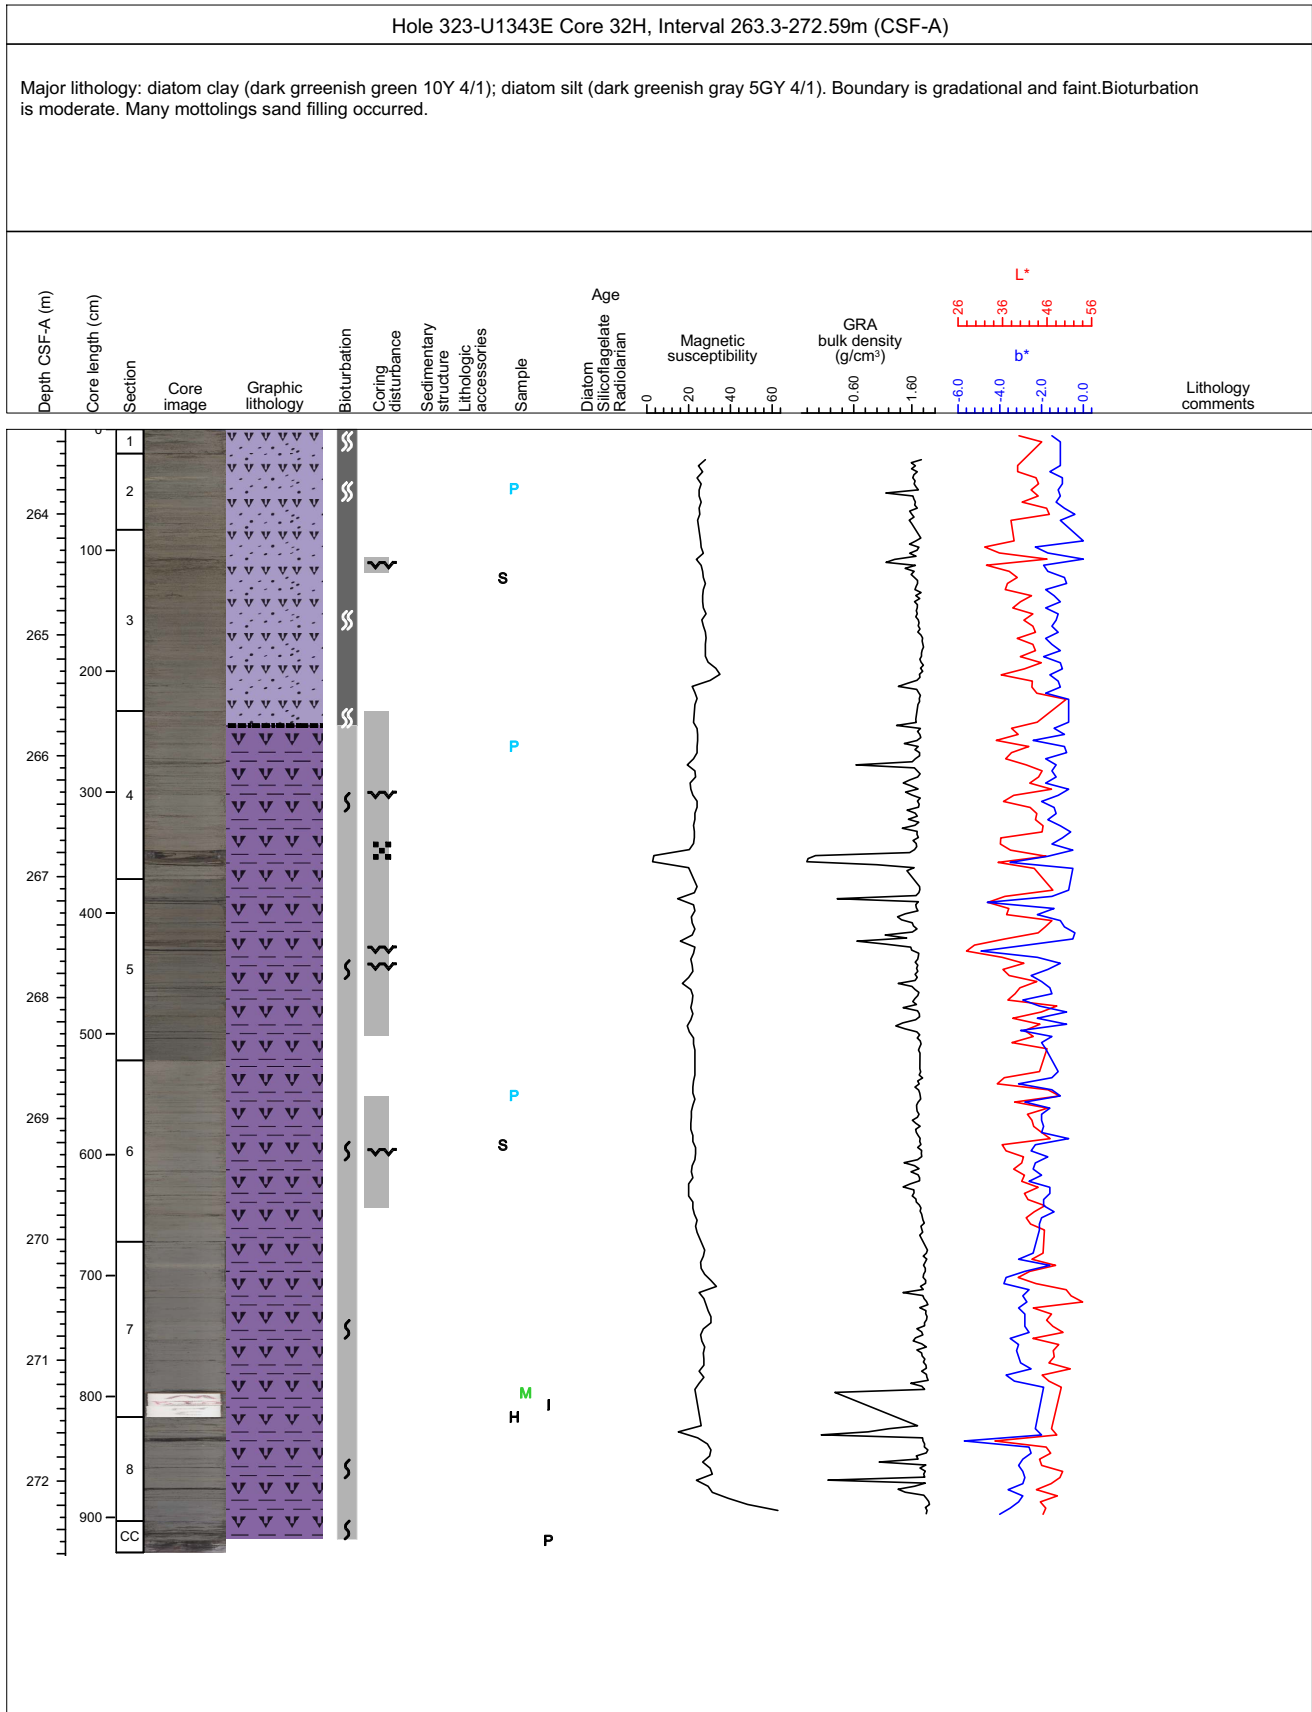 Hole 323-U1343E Core 32H, Interval 263.3-272.59m (CSF-A)
Major lithology: diatom clay (dark grreenish green 10Y 4/1); diatom silt (dark greenish gray 5GY 4/1). Boundary is gradational and faint.Bioturbation
is moderate. Many mottolings sand filling occurred.
Depth CSF-A (m)
Core length (cm)
Section
Core
image
Graphic
lithology
Bioturbation
Coring
disturbance
Sedimentary
structure
Lithologic
accessories
Sample
Age
Diatom
Silicoflagelate
Radiolarian
Magnetic
susceptibility
0
20
40
60
GRA
bulk density
(g/cm³)
0.60
1.60
L*
26
36
46
56
b*
-6.0
-4.0
-2.0
0.0
Lithology
comments
0
1
2
P
264
100
S
3
265
200
P
266
4
300
267
400
5
268
500
P
269
S
6
600
270
700
7
271
M
800
I
H
8
272
900
CC
P